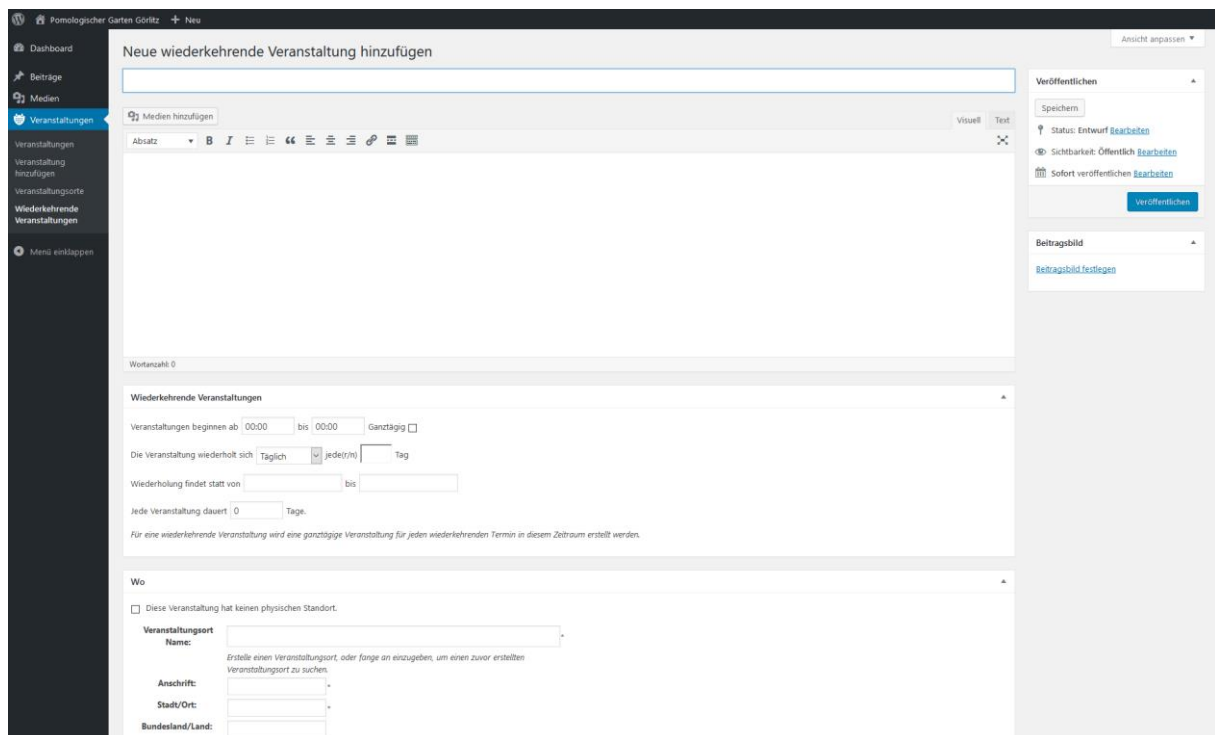 Pomologischer Garten Görlitz + Neu
Ansicht anpassen
Dashboard
Beiträge
Medien
Veranstaltungen
Veranstaltungen
Veranstaltung
hinzufügen
Veranstaltungsorte
Wiederkehrende
Veranstaltungen
Menü einklappen
Neue wiederkehrende Veranstaltung hinzufügen
Medien hinzufügen
Visuell Text
Absatz B I
Wortanzahl: 0
Wiederkehrende Veranstaltungen
Veranstaltungen beginnen ab 00:00 bis 00:00 Ganztägig
Die Veranstaltung wiederholt sich Täglich jede(r/n) Tag
Wiederholung findet statt von bis
Jede Veranstaltung dauert 0 Tage.
Für eine wiederkehrende Veranstaltung wird eine ganztägige Veranstaltung für jeden wiederkehrenden Termin in diesem Zeitraum erstellt werden.
Wo
Diese Veranstaltung hat keinen physischen Standort.
Veranstaltungsort
Name: *
Erstelle einen Veranstaltungsort, oder fange an einzugeben, um einen zuvor erstellten
Veranstaltungsort zu suchen.
Anschrift: *
Stadt/Ort: *
Bundesland/Land:
Veröffentlichen
Speichern
Status: Entwurf Bearbeiten
Sichtbarkeit: Öffentlich Bearbeiten
Sofort veröffentlichen Bearbeiten
Veröffentlichen
Beitragsbild
Beitragsbild festlegen